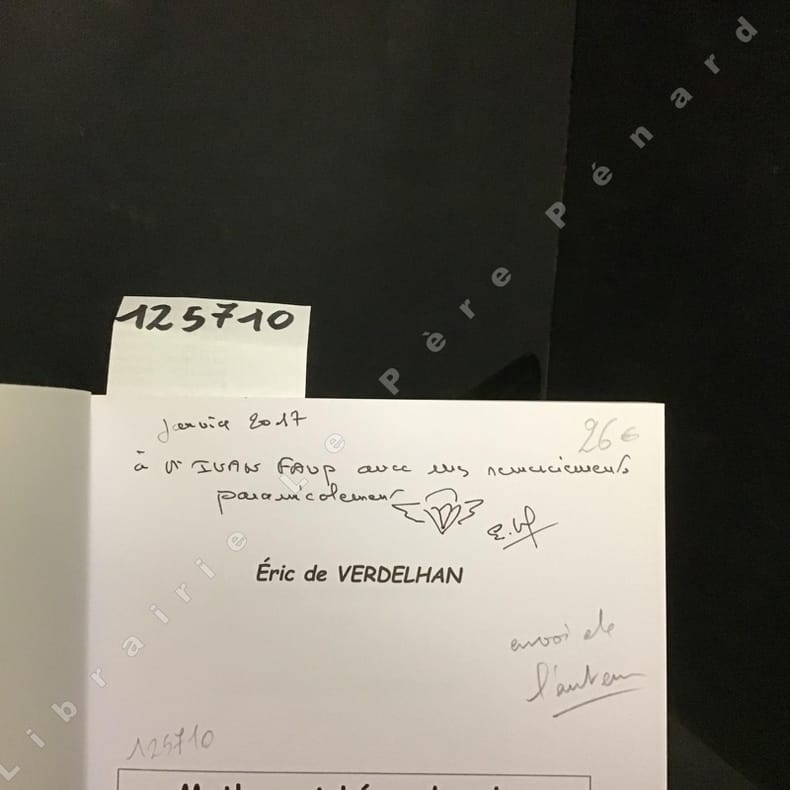 125710
Janvier 2017
26 €
à Mr IVAN FAUP avec mes remerciements
paramicalement
Éric de VERDELHAN
envoi de
l'auteur
125710
Librairie Le Père Pénard